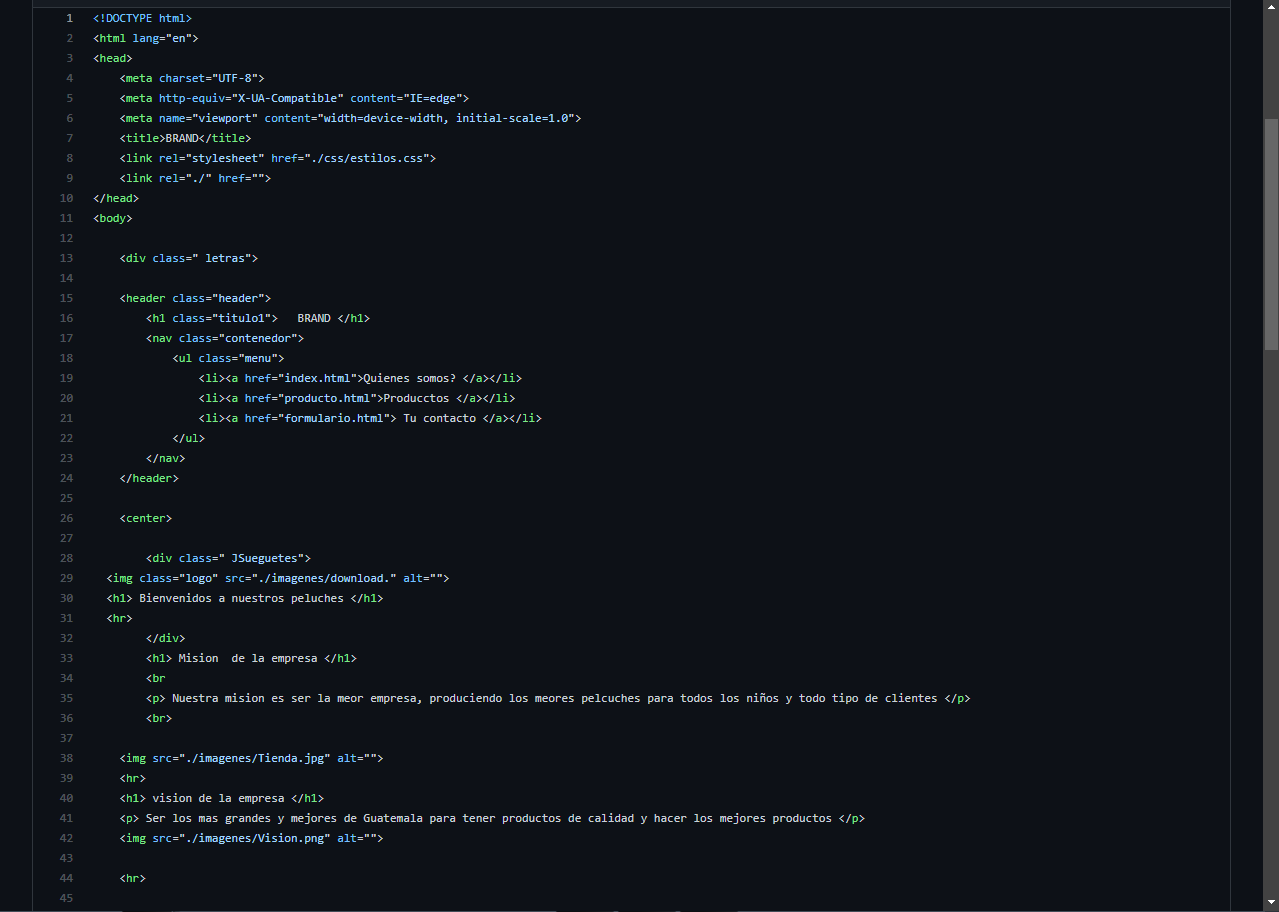 1 <!DOCTYPE html>
2 <html lang="en">
3 <head>
4 <meta charset="UTF-8">
5 <meta http-equiv="X-UA-Compatible" content="IE=edge">
6 <meta name="viewport" content="width=device-width, initial-scale=1.0">
7 <title>BRAND</title>
8 <link rel="stylesheet" href="./css/estilos.css">
9 <link rel="./" href="">
10 </head>
11 <body>
12
13 <div class=" letras">
14
15 <header class="header">
16 <h1 class="titulo1">   BRAND </h1>
17 <nav class="contenedor">
18 <ul class="menu">
19 <li><a href="index.html">Quienes somos? </a></li>
20 <li><a href="producto.html">Producctos </a></li>
21 <li><a href="formulario.html"> Tu contacto </a></li>
22 </ul>
23 </nav>
24 </header>
25
26 <center>
27
28 <div class=" JSueguetes">
29 <img class="logo" src="./imagenes/download." alt="">
30 <h1> Bienvenidos a nuestros peluches </h1>
31 <hr>
32 </div>
33 <h1> Mision  de la empresa </h1>
34 <br
35 <p> Nuestra mision es ser la meor empresa, produciendo los meores pelcuches para todos los niños y todo tipo de clientes </p>
36 <br>
37
38 <img src="./imagenes/Tienda.jpg" alt="">
39 <hr>
40 <h1> vision de la empresa </h1>
41 <p> Ser los mas grandes y mejores de Guatemala para tener productos de calidad y hacer los mejores productos </p>
42 <img src="./imagenes/Vision.png" alt="">
43
44 <hr>
45